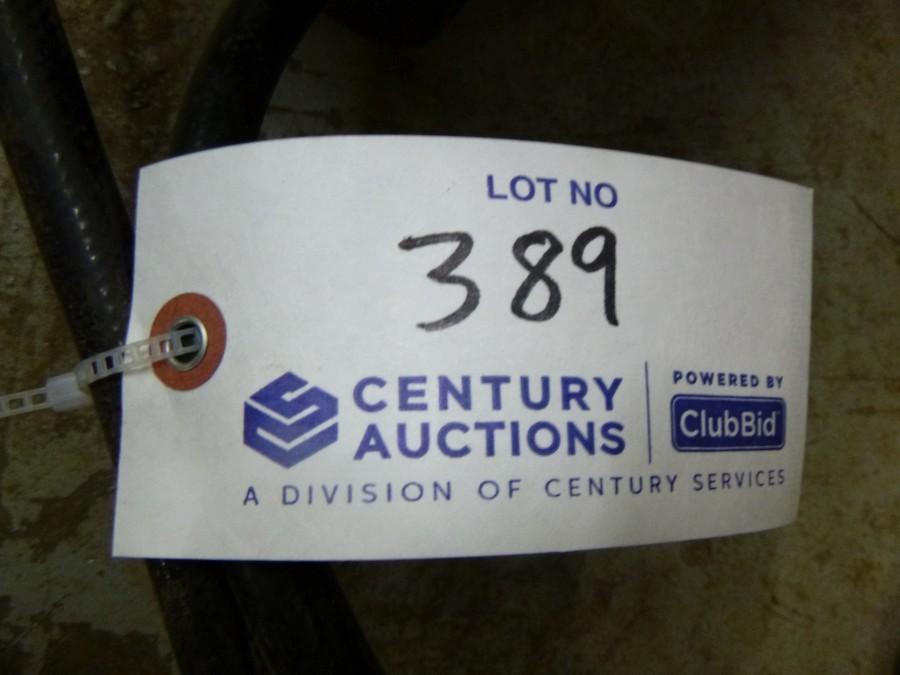 LOT NO
389
CENTURY
AUCTIONS
POWERED BY
ClubBid
A DIVISION OF CENTURY SERVICES